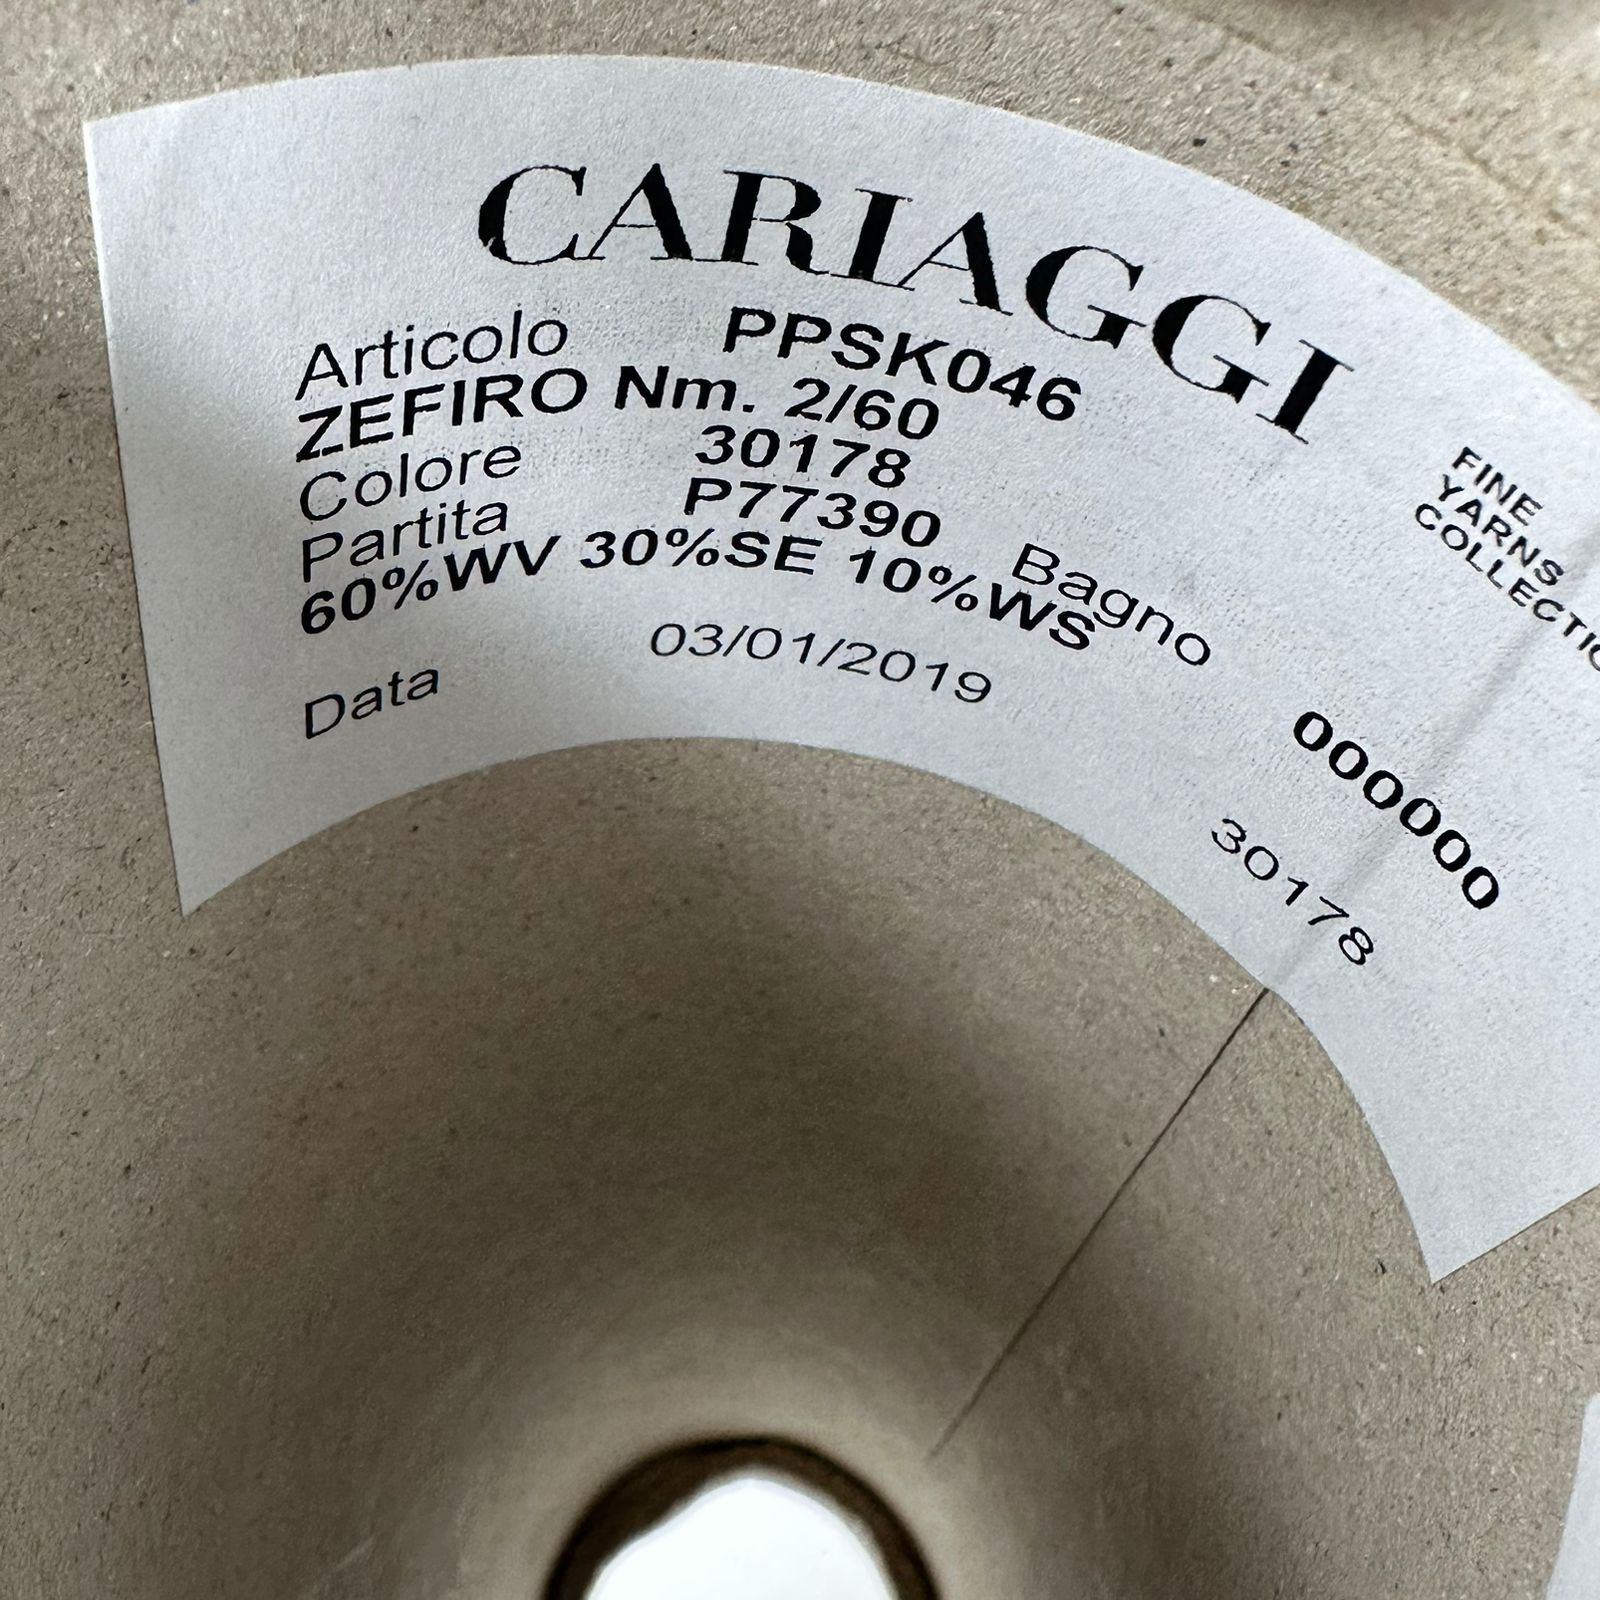 CARIAGGI
FINE
YARNS
Articolo PPSK046
ZEFIRO Nm. 2/60
Colore 30178
Partita P77390 Bagno 000000
60%WV 30%SE 10%WS
Data 03/01/2019 30178